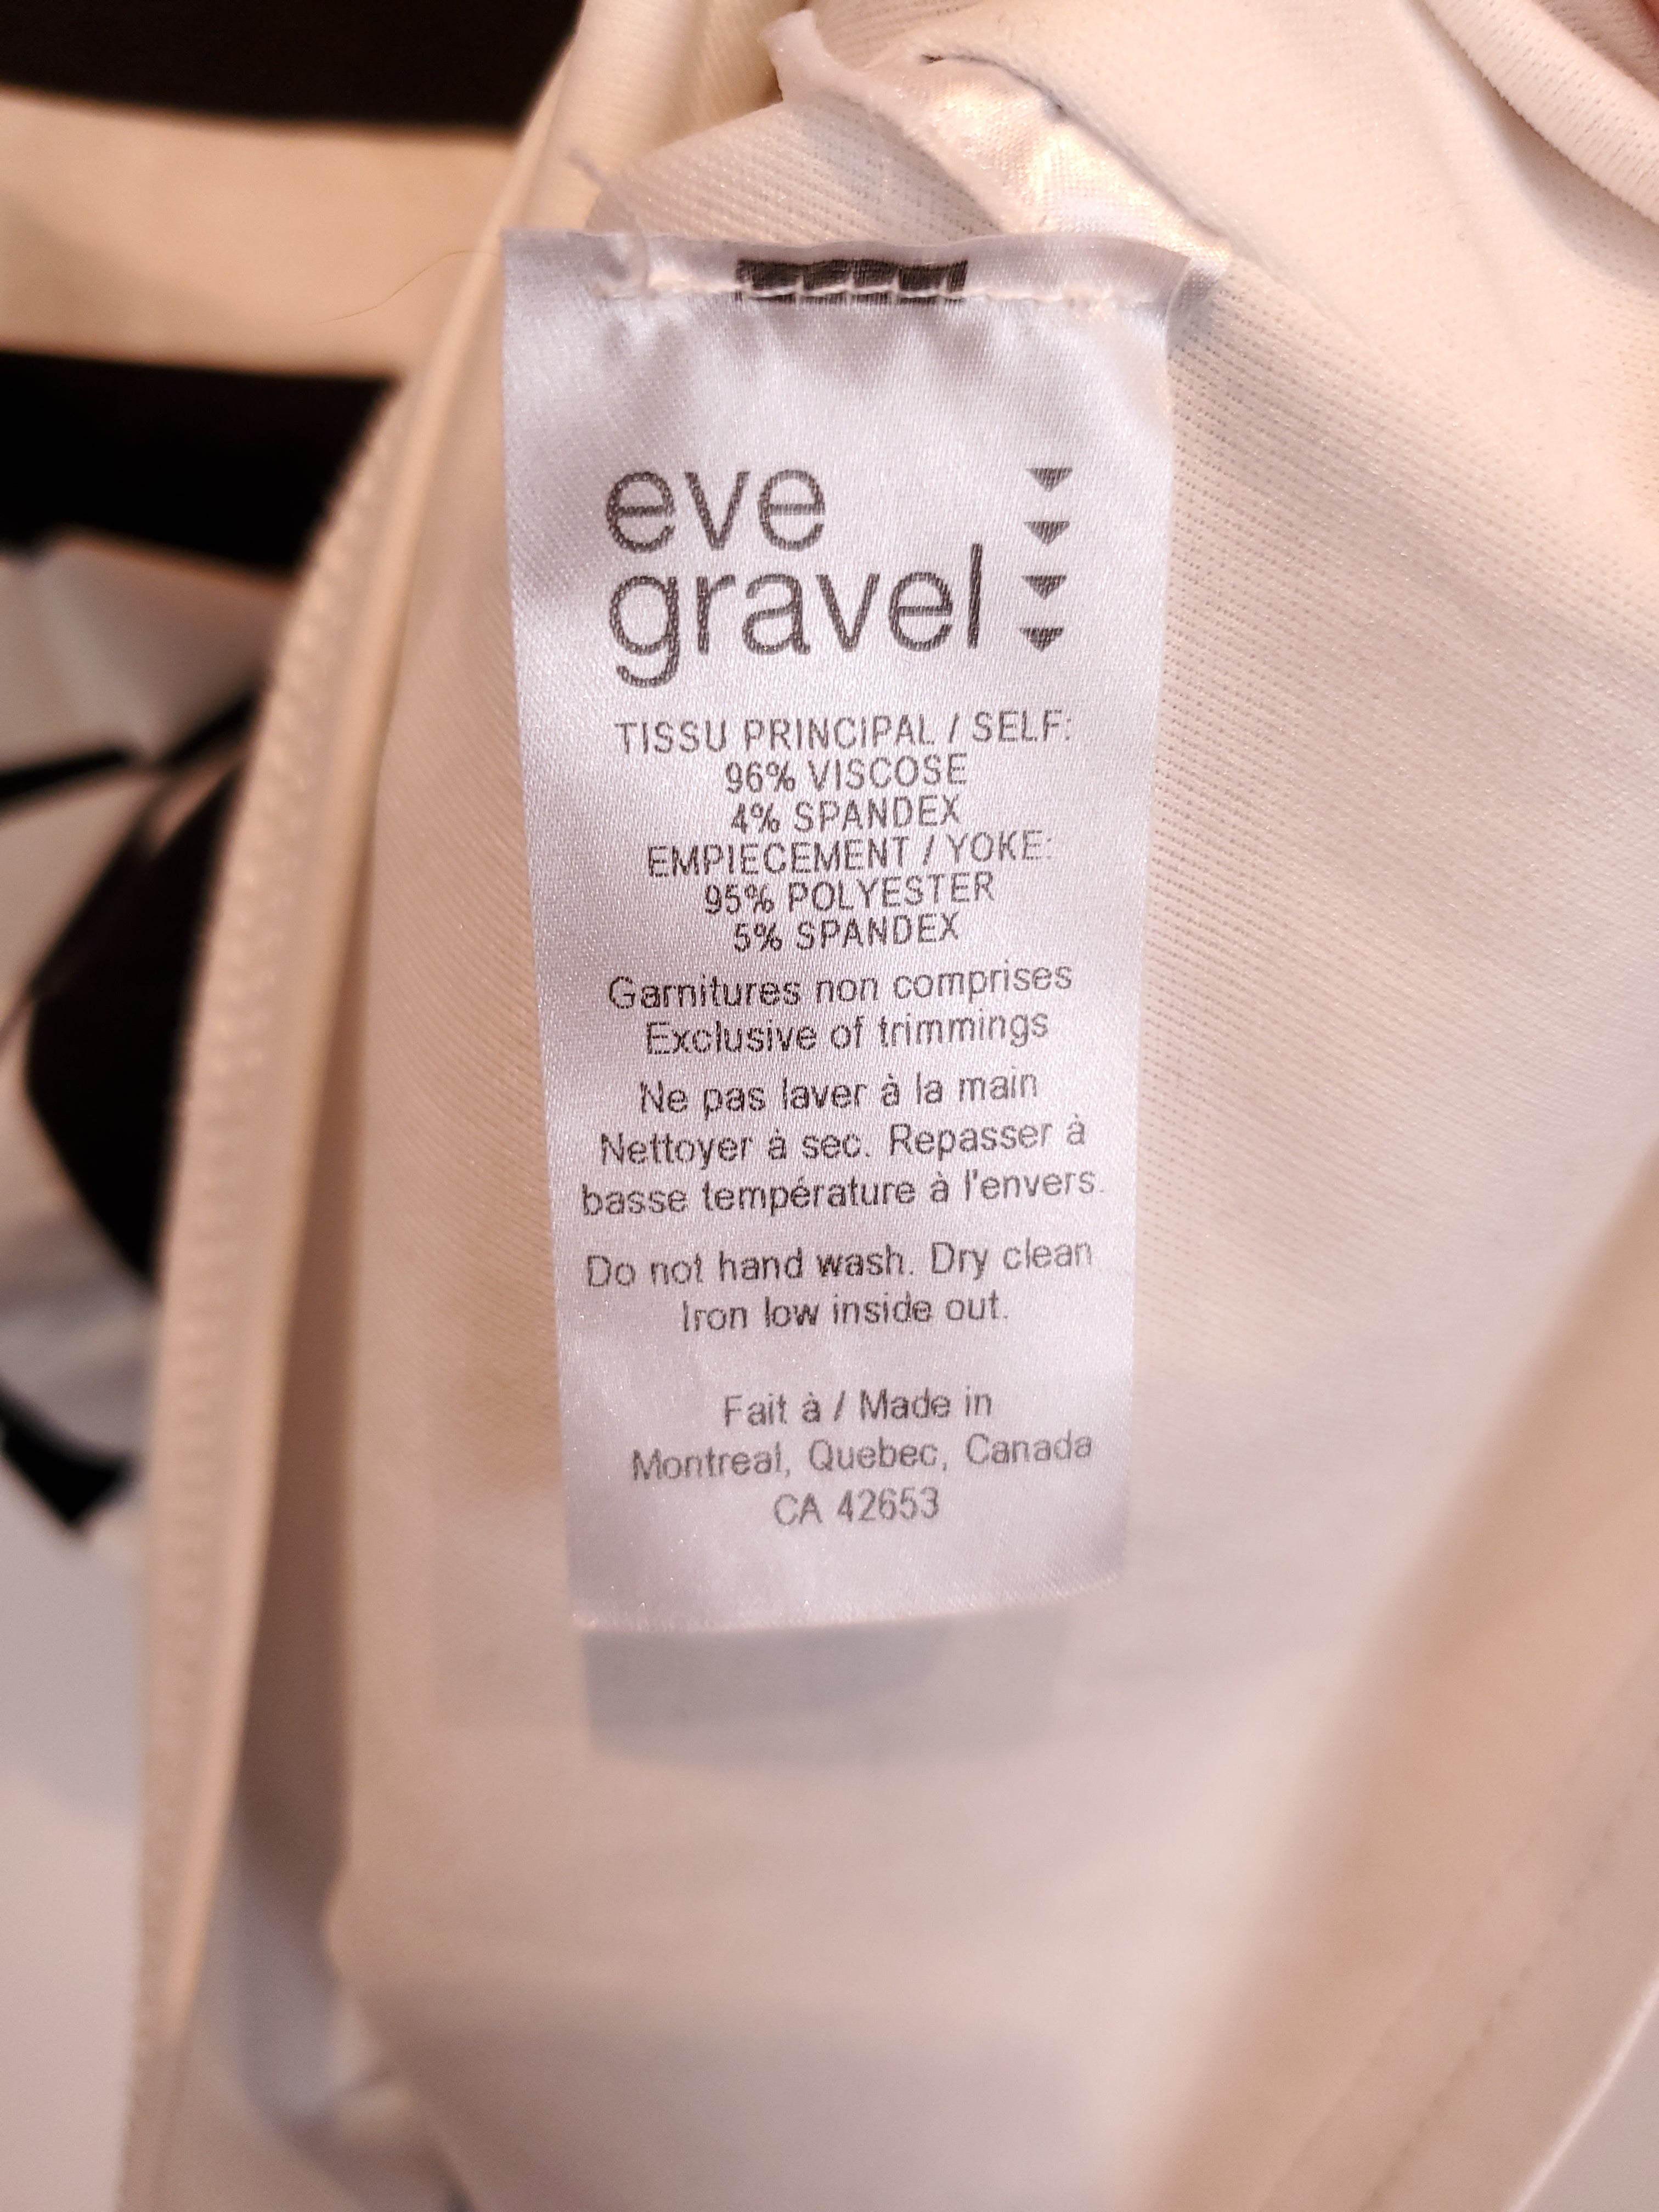 eve
gravel
TISSU PRINCIPAL / SELF:
96% VISCOSE
4% SPANDEX
EMPIECEMENT / YOKE:
95% POLYESTER
5% SPANDEX
Garnitures non comprises
Exclusive of trimmings
Ne pas laver à la main
Nettoyer à sec. Repasser à
basse température à l'envers.
Do not hand wash. Dry clean
Iron low inside out.
Fait à / Made in
Montreal, Quebec, Canada
CA 42653